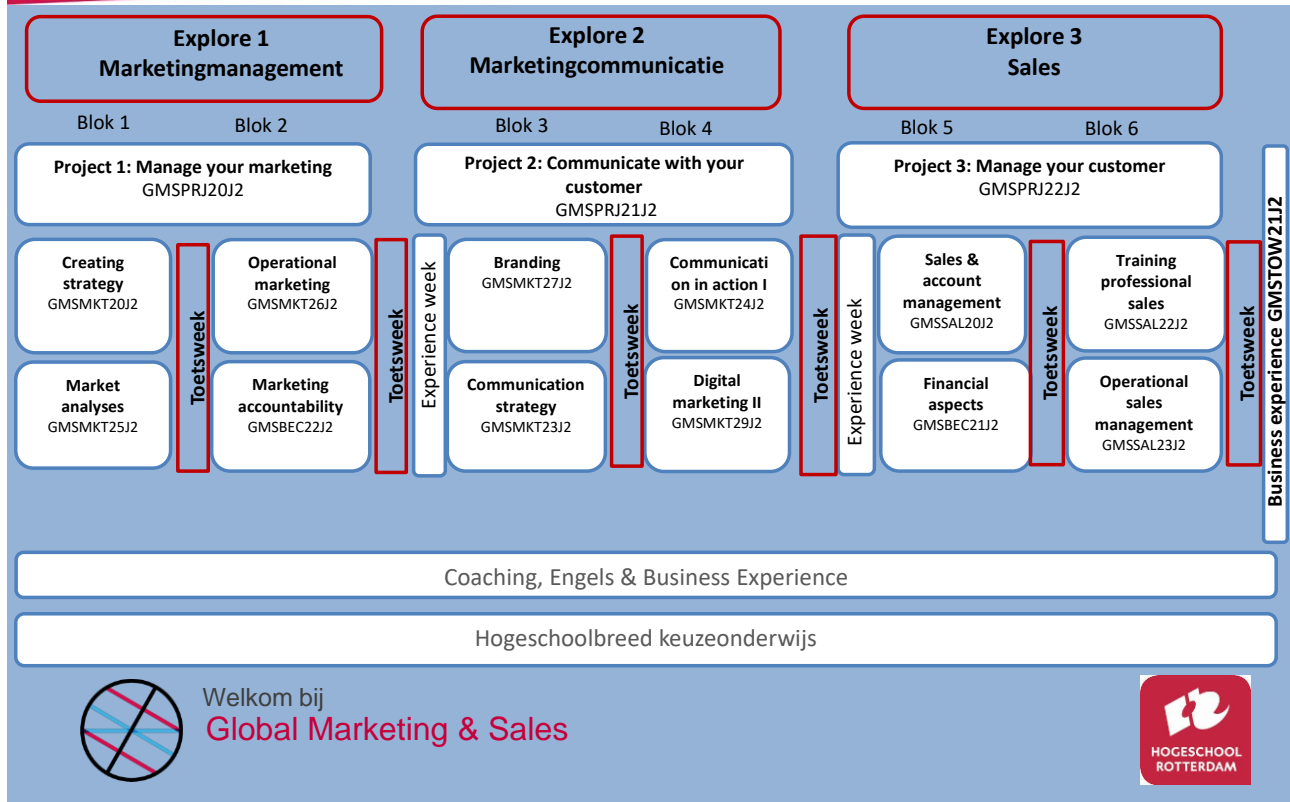 Explore 1
Marketingmanagement
Explore 2
Marketingcommunicatie
Explore 3
Sales
Blok 1
Blok 2
Blok 3
Blok 4
Blok 5
Blok 6
Project 1: Manage your marketing
GMSPRJ20J2
Project 2: Communicate with your
customer
GMSPRJ21J2
Project 3: Manage your customer
GMSPRJ22J2
Creating
strategy
GMSMKT20J2
Market
analyses
GMSMKT25J2
Toetsweek
Operational
marketing
GMSMKT26J2
Marketing
accountability
GMSBEC22J2
Toetsweek
Experience week
Branding
GMSMKT27J2
Communication
strategy
GMSMKT23J2
Toetsweek
Communicati
on in action I
GMSMKT24J2
Digital
marketing II
GMSMKT29J2
Toetsweek
Experience week
Sales &
account
management
GMSSAL20J2
Financial
aspects
GMSBEC21J2
Toetsweek
Training
professional
sales
GMSSAL22J2
Operational
sales
management
GMSSAL23J2
Toetsweek
Business experience GMSTOW21J2
Coaching, Engels & Business Experience
Hogeschoolbreed keuzeonderwijs
Welkom bij
Global Marketing & Sales
HOGESCHOOL
ROTTERDAM